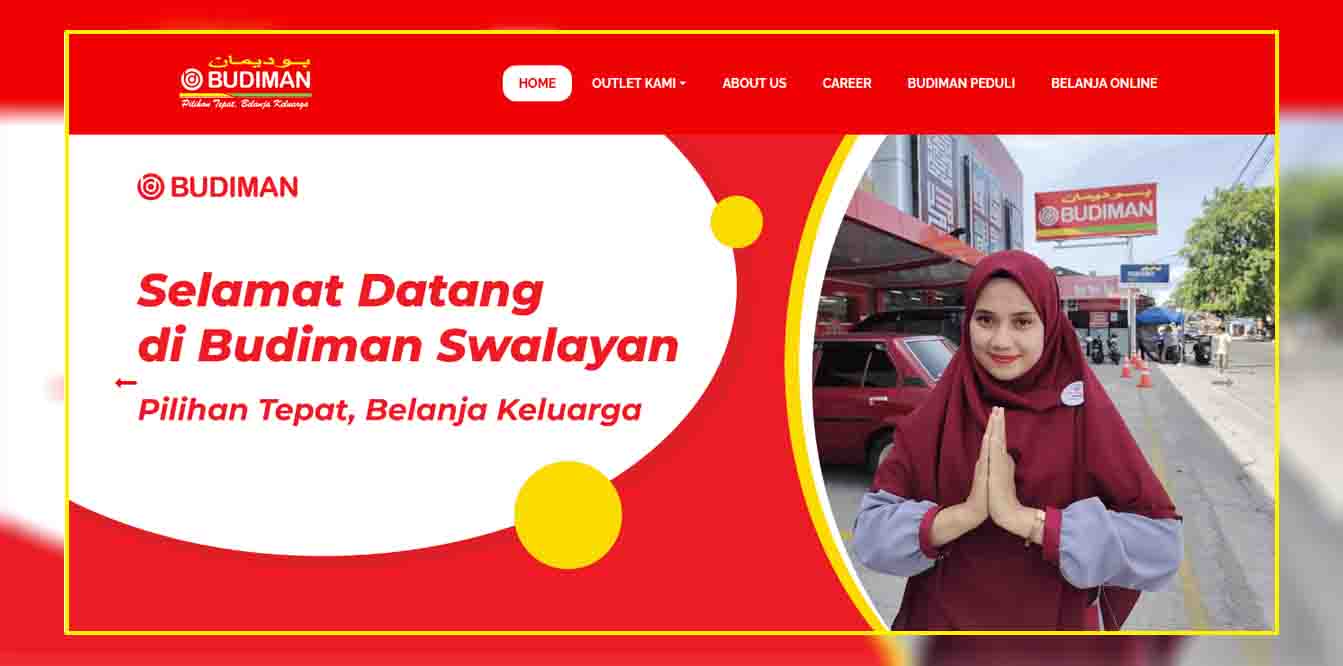 بوديمان
BUDIMAN
Pilihan Tepat, Belanja Keluarga
HOME
OUTLET KAMI
ABOUT US
CAREER
BUDIMAN PEDULI
BELANJA ONLINE
BUDIMAN
Selamat Datang
di Budiman Swalayan
Pilihan Tepat, Belanja Keluarga
بوديمان
BUDIMAN